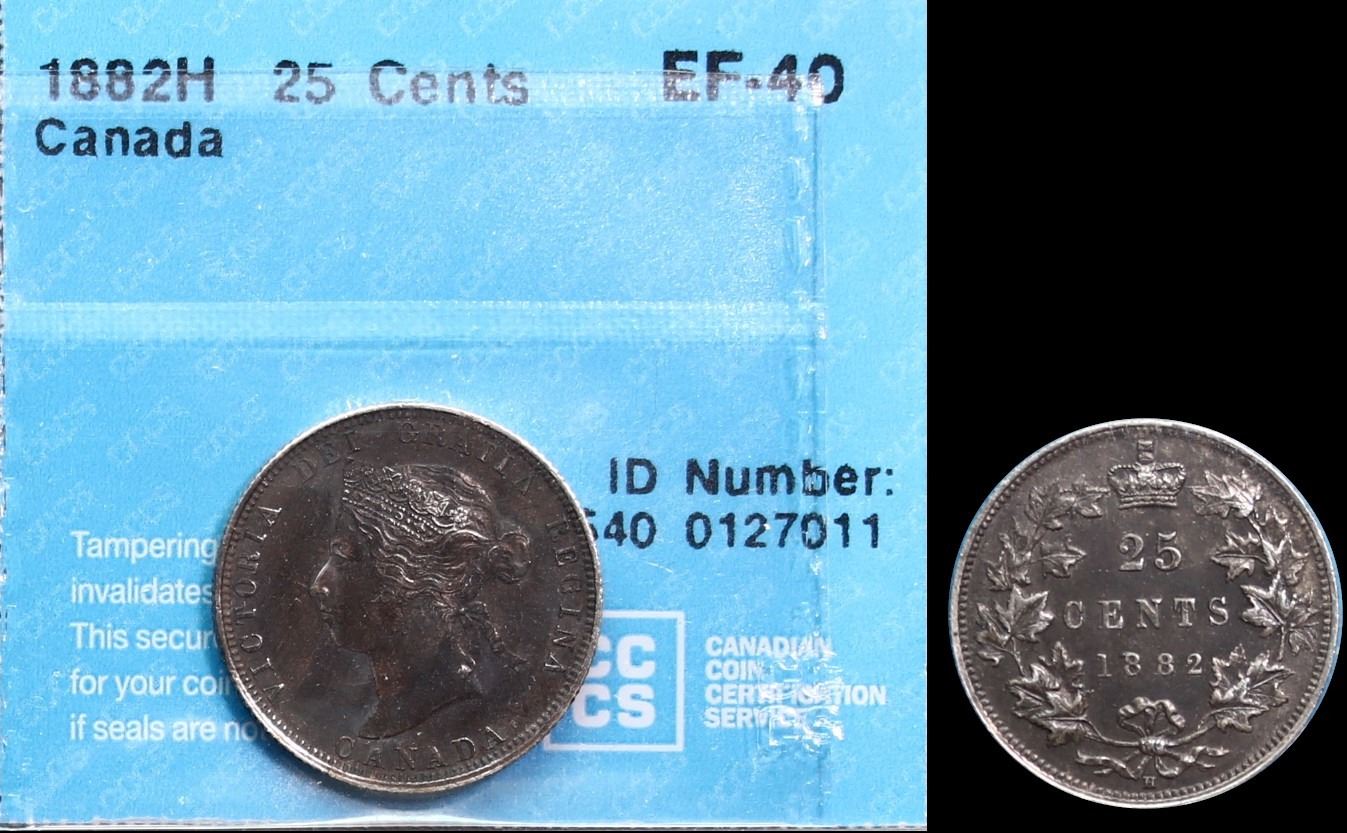 1882H 25 Cents EF-40
Canada
ID Number:
540 0127011
Tampering
invalidates
This secur
for your coin
if seals are no
CC
CS
CANADIAN
COIN
CERTIFICATION
SERVICE
VICTORIA DEI GRATIA REGINA
CANADA
25
CENTS
1882
H